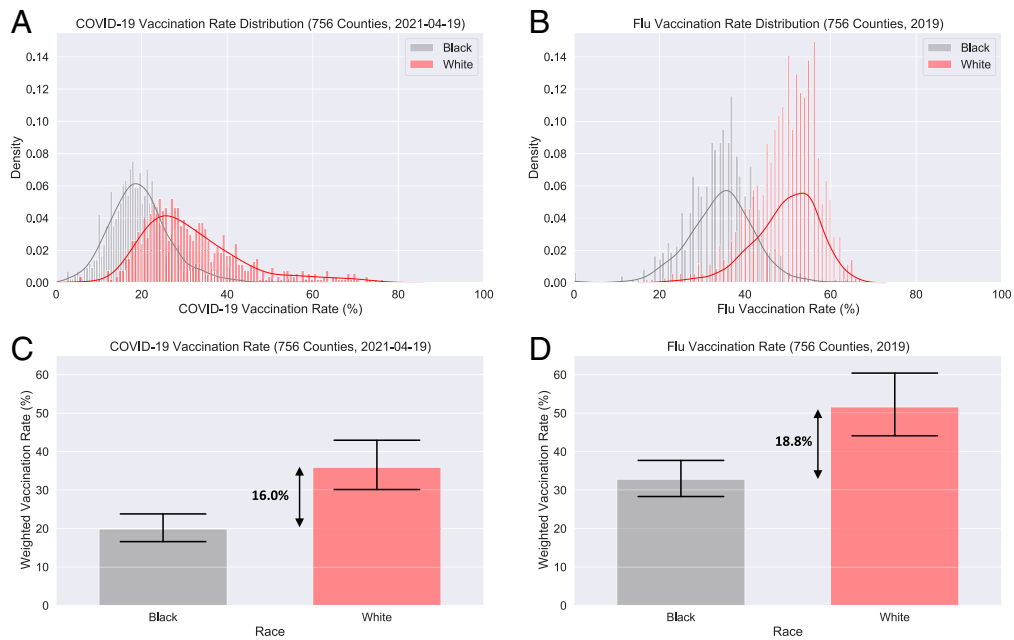 A
COVID-19 Vaccination Rate Distribution (756 Counties, 2021-04-19)
Black
White
0.14
0.12
0.10
0.08
0.06
0.04
0.02
0.00
Density
0 20 40 60 80 100
COVID-19 Vaccination Rate (%)
B
Flu Vaccination Rate Distribution (756 Counties, 2019)
Black
White
0.14
0.12
0.10
0.08
0.06
0.04
0.02
0.00
Density
0 20 40 60 80 100
Flu Vaccination Rate (%)
C
COVID-19 Vaccination Rate (756 Counties, 2021-04-19)
60
50
40
30
20
10
0
Weighted Vaccination Rate (%)
16.0%
Black White
Race
D
Flu Vaccination Rate (756 Counties, 2019)
60
50
40
30
20
10
0
Weighted Vaccination Rate (%)
18.8%
Black White
Race